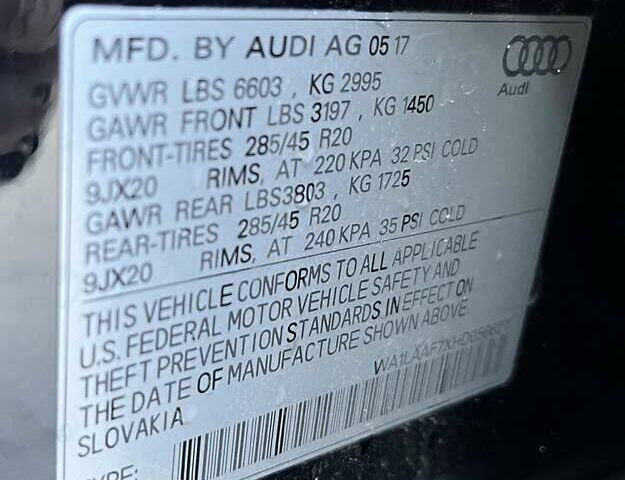 MFD. BY AUDI AG 05 17
Audi
GVWR LBS 6603 , KG 2995
GAWR FRONT LBS 3197 , KG 1450
FRONT-TIRES 285/45 R20
9JX20 RIMS, AT 220 KPA 32 PSI COLD
GAWR REAR LBS3803 , KG 1725
REAR-TIRES 285/45 R20
9JX20 RIMS, AT 240 KPA 35 PSI COLD
THIS VEHICLE CONFORMS TO ALL APPLICABLE
U.S. FEDERAL MOTOR VEHICLE SAFETY AND
THEFT PREVENTION STANDARDS IN EFFECT ON
THE DATE OF MANUFACTURE SHOWN ABOVE.
SLOVAKIA
TYPE: